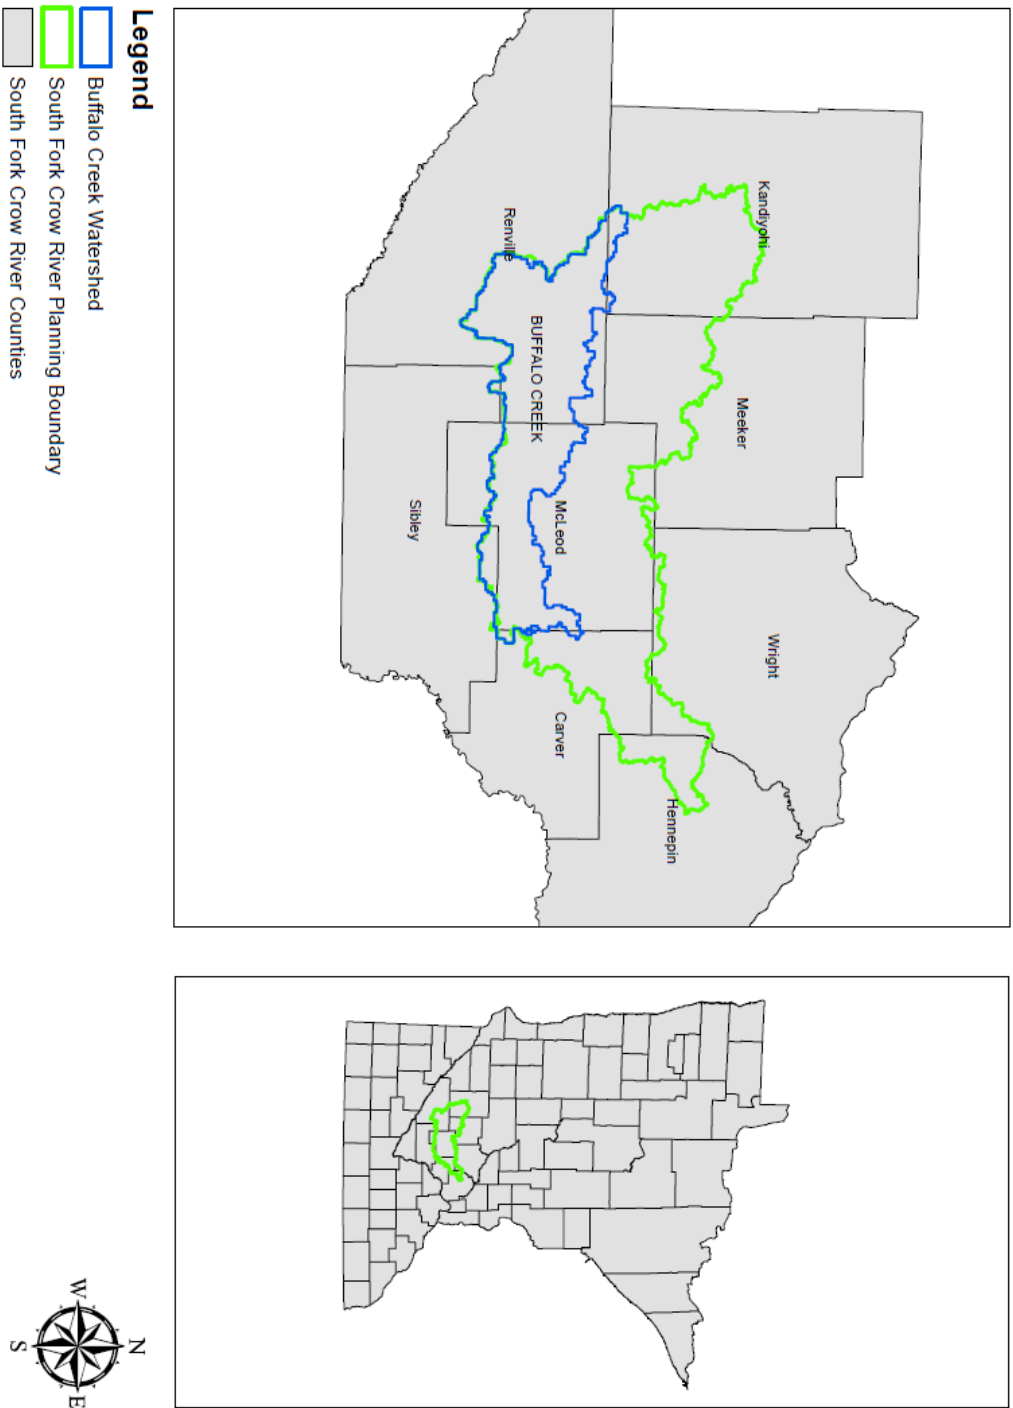 Kandiyohi
Meeker
Wright
Hennepin
Renville
BUFFALO CREEK
McLeod
Carver
Sibley
Legend
Buffalo Creek Watershed
South Fork Crow River Planning Boundary
South Fork Crow River Counties
N
W
E
S